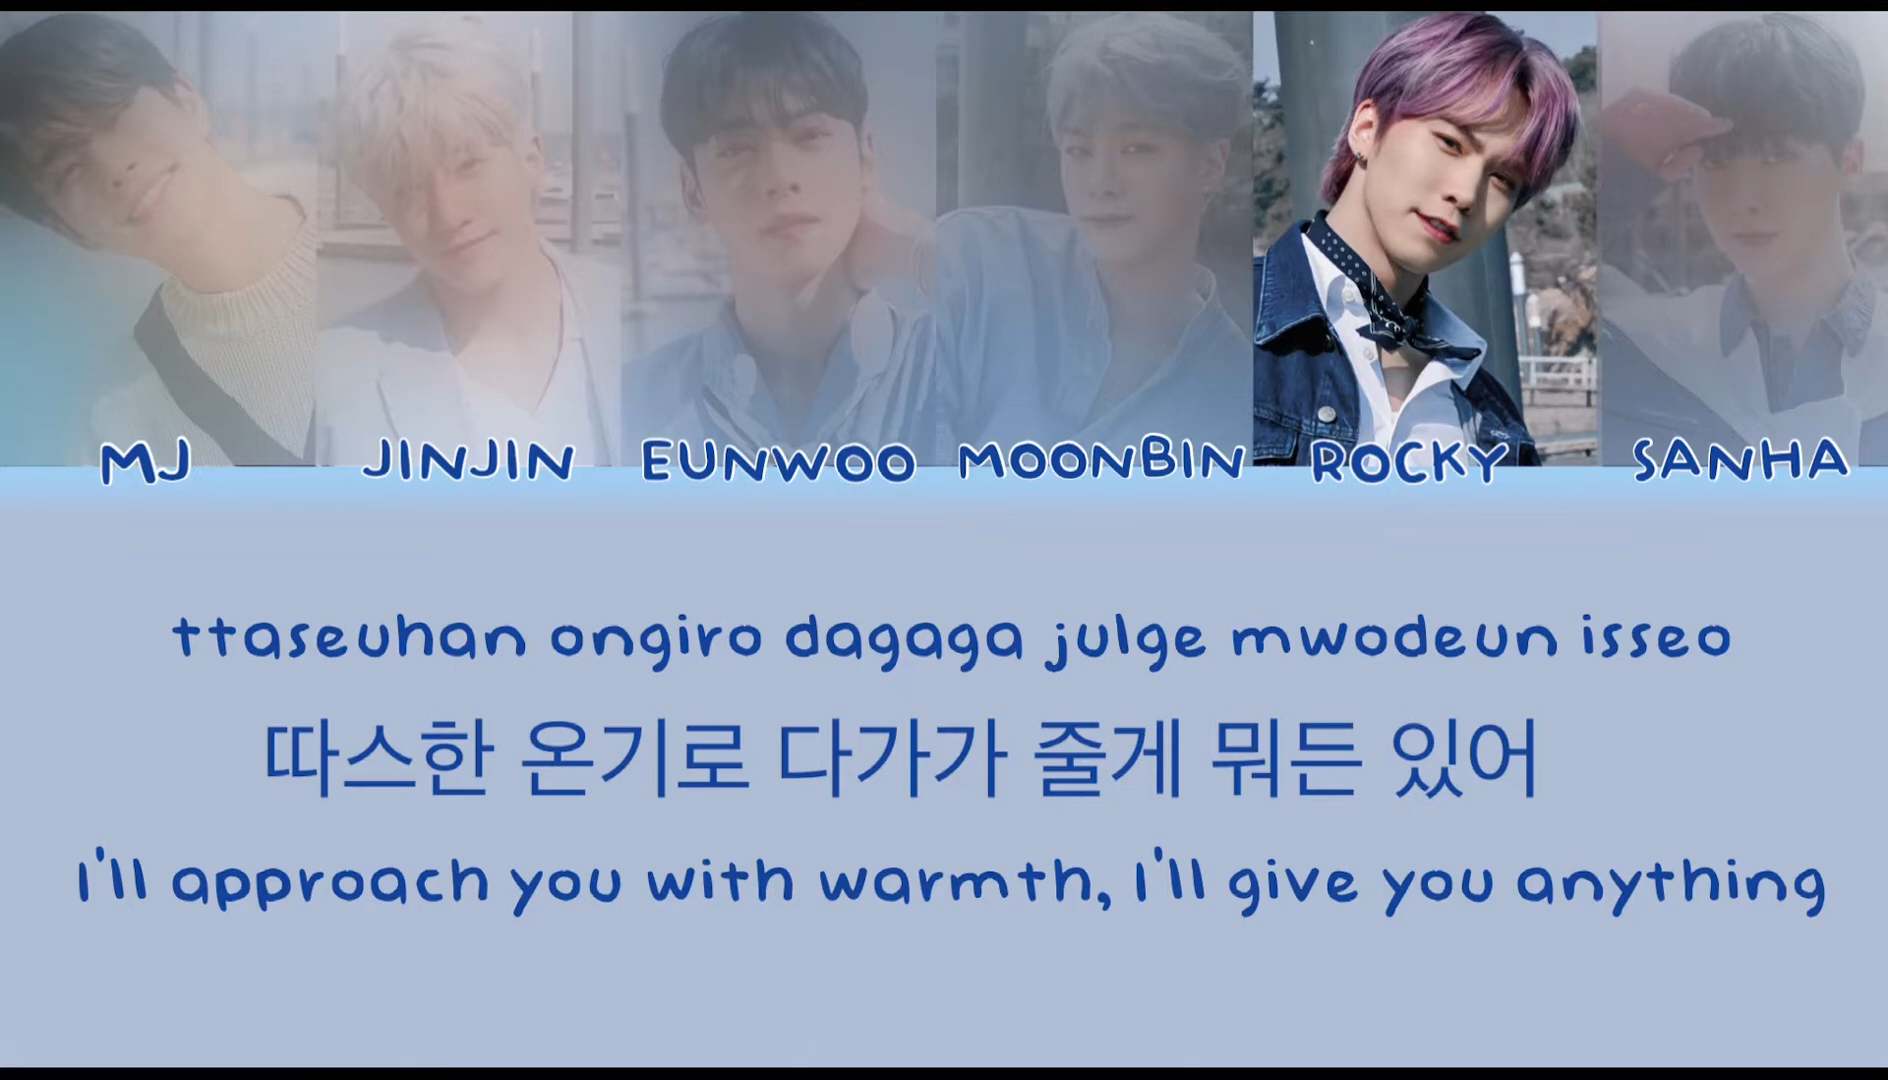 MJ JINJIN EUNWOO MOONBIN ROCKY SANHA
ttaseuhan ongiro dagaga julge mwodeun isseo
따스한 온기로 다가가 줄게 뭐든 있어
I'll approach you with warmth, I'll give you anything